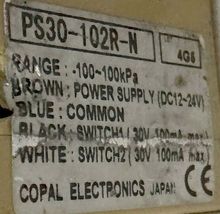 PS30-102R-N
4G6
RANGE : -100~100kPa
BROWN : POWER SUPPLY (DC12~24V)
BLUE : COMMON
BLACK : SWITCH1 ( 30V 100mA max.)
WHITE : SWITCH2 ( 30V 100mA max.)
COPAL ELECTRONICS JAPAN CE